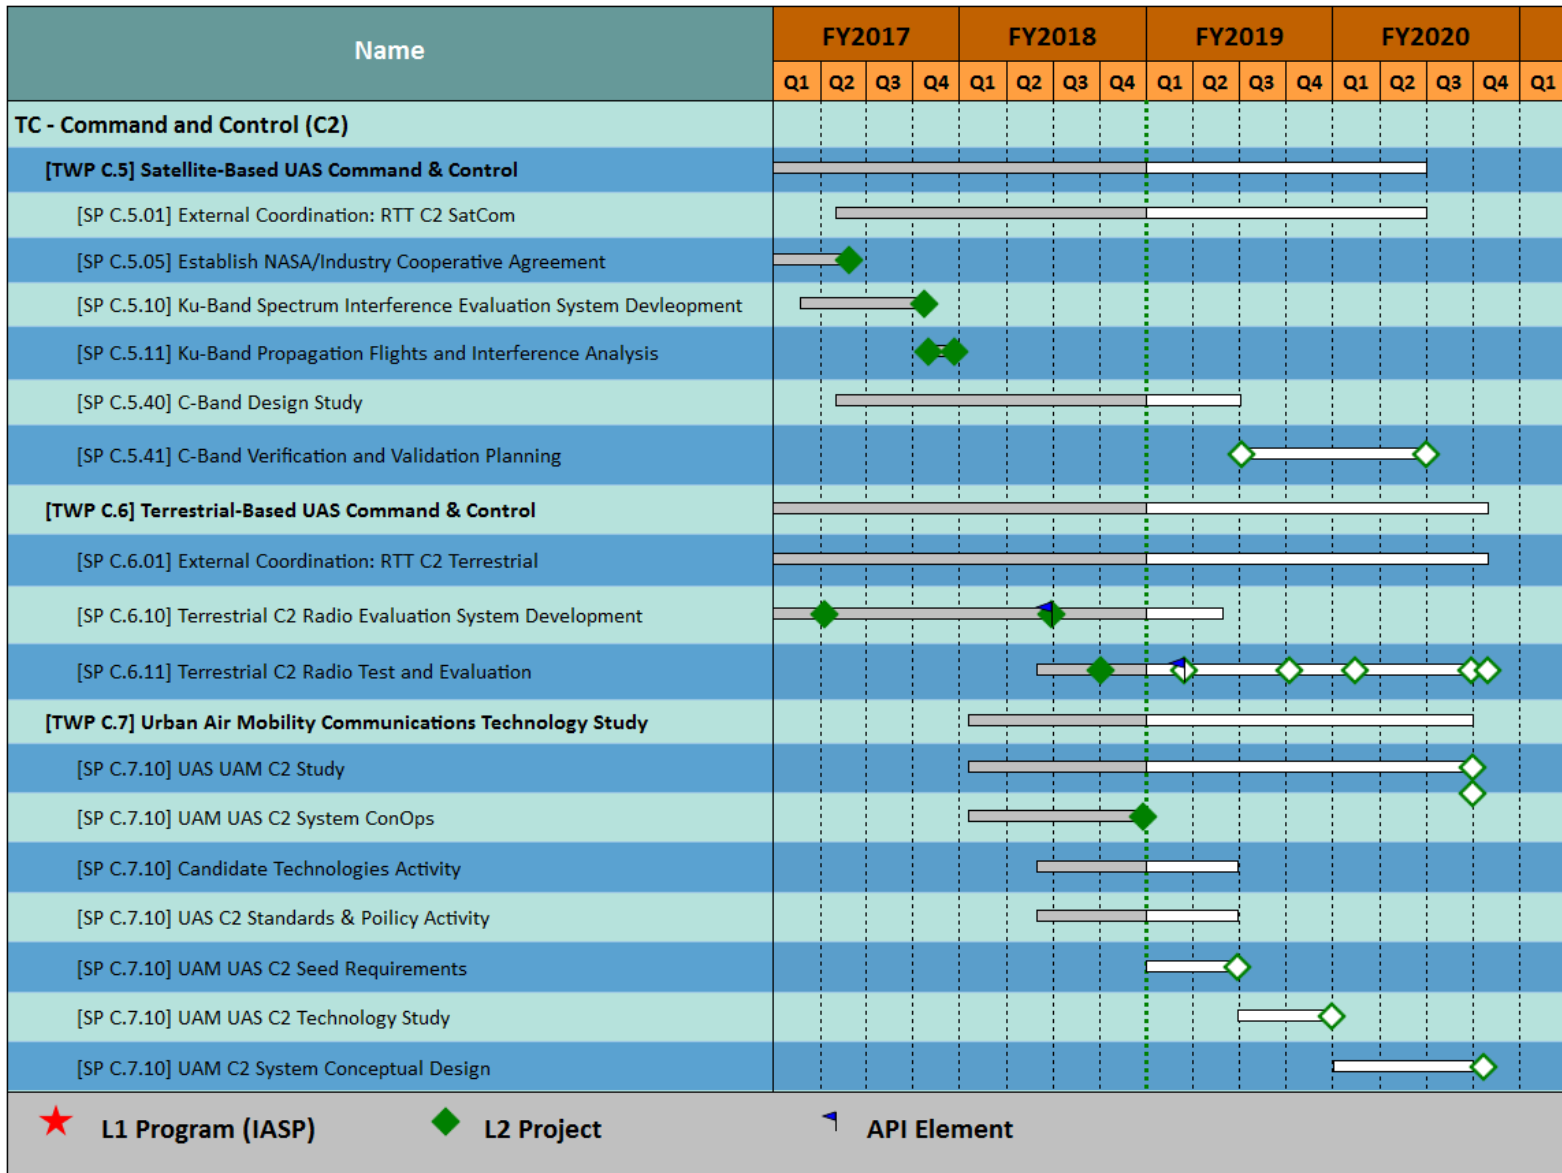 Name
FY2017 FY2018 FY2019 FY2020
Q1 Q2 Q3 Q4 Q1 Q2 Q3 Q4 Q1 Q2 Q3 Q4 Q1 Q2 Q3 Q4 Q1
TC - Command and Control (C2)
[TWP C.5] Satellite-Based UAS Command & Control
[SP C.5.01] External Coordination: RTT C2 SatCom
[SP C.5.05] Establish NASA/Industry Cooperative Agreement
[SP C.5.10] Ku-Band Spectrum Interference Evaluation System Devleopment
[SP C.5.11] Ku-Band Propagation Flights and Interference Analysis
[SP C.5.40] C-Band Design Study
[SP C.5.41] C-Band Verification and Validation Planning
[TWP C.6] Terrestrial-Based UAS Command & Control
[SP C.6.01] External Coordination: RTT C2 Terrestrial
[SP C.6.10] Terrestrial C2 Radio Evaluation System Development
[SP C.6.11] Terrestrial C2 Radio Test and Evaluation
[TWP C.7] Urban Air Mobility Communications Technology Study
[SP C.7.10] UAS UAM C2 Study
[SP C.7.10] UAM UAS C2 System ConOps
[SP C.7.10] Candidate Technologies Activity
[SP C.7.10] UAS C2 Standards & Poilicy Activity
[SP C.7.10] UAM UAS C2 Seed Requirements
[SP C.7.10] UAM UAS C2 Technology Study
[SP C.7.10] UAM C2 System Conceptual Design
L1 Program (IASP) L2 Project API Element